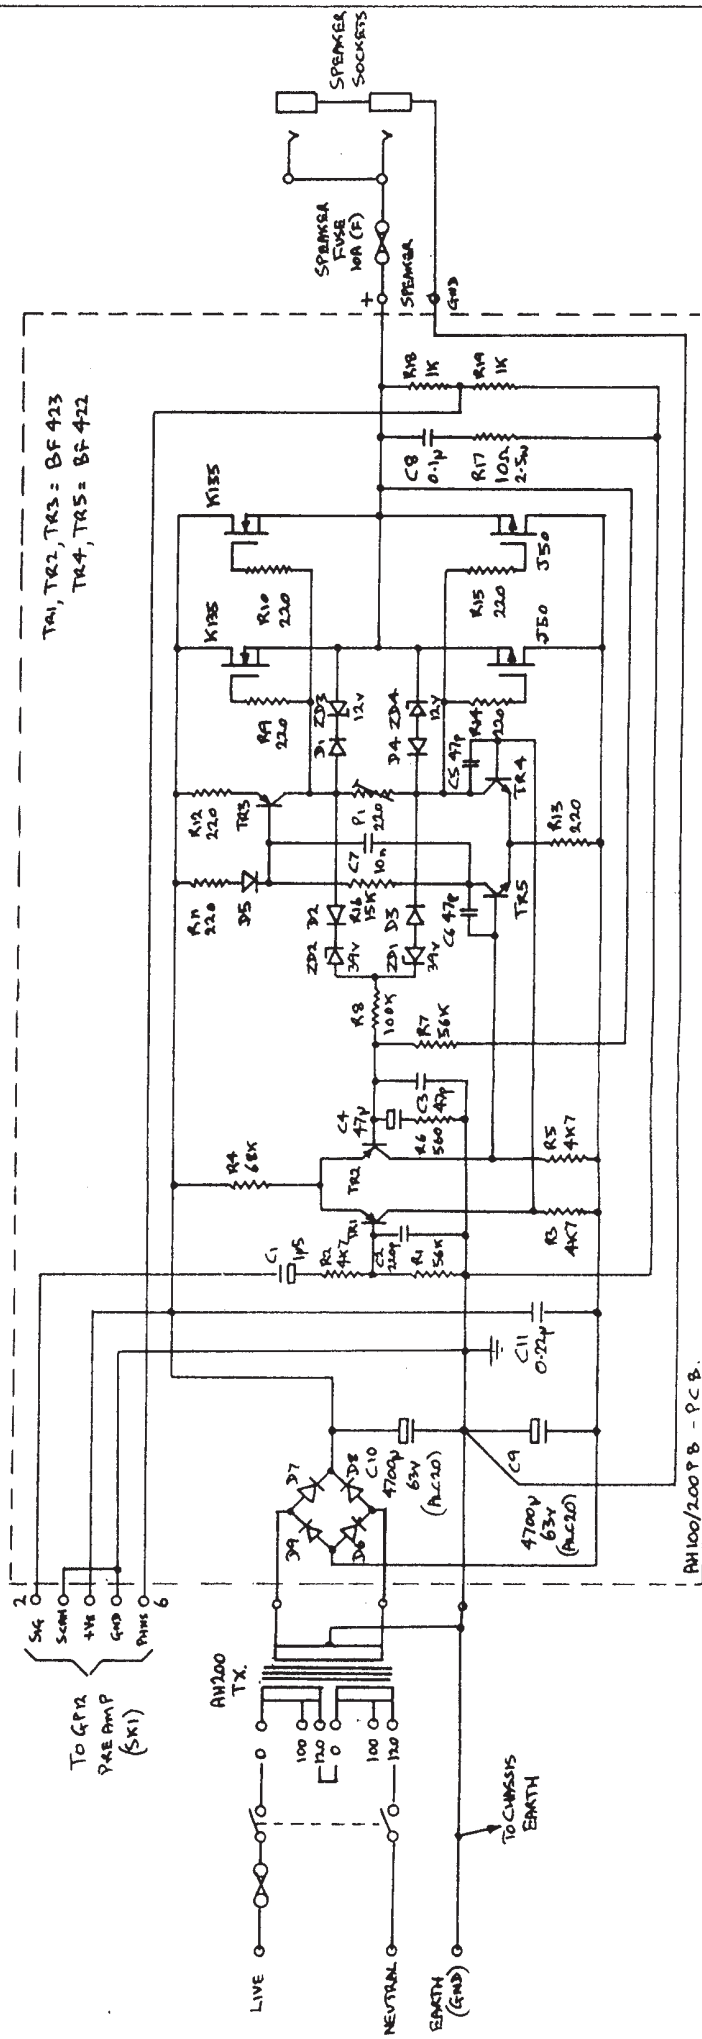 TR1, TR2, TR3 = BF 423
TR4, TR5 = BF 422
SPEAKER
SOCKETS
SPEAKER
FUSE
10A (F)
+
SPEAKER
GND
R18
1K
R19
1K
C8
0.1µ
R17
10Ω
2.5W
K135
K135
R10
220
R9
220
R15
220
R14
220
J50
J50
D1
ZD3
12V
D4
ZD4
12V
R12
220
TR3
P1
220
C5 47p
TR4
R11
220
D5
C7
10n
R16
15K
C6 47p
TR5
R13
220
ZD2
39V
D2
ZD1
39V
D3
R8
100K
R7
56K
C4
47µ
C3
47p
R6
560
R4
68K
TR2
TR1
R5
4K7
R3
4K7
C1
1µ5
R2
4K7
C2
220p
R1
56K
C11
0.22µ
C10
4700µ
63V
(ALC20)
C9
4700µ
63V
(ALC20)
D7
D8
D9
D6
AH100/200PB - PCB.
2
SIG
SCRN
+VE
GND
PHNS
6
TO GP12
PREAMP
(SK1)
AH200
TX.
0
100
120
0
100
120
LIVE
NEUTRAL
EARTH
(GND)
TO CHASSIS
EARTH